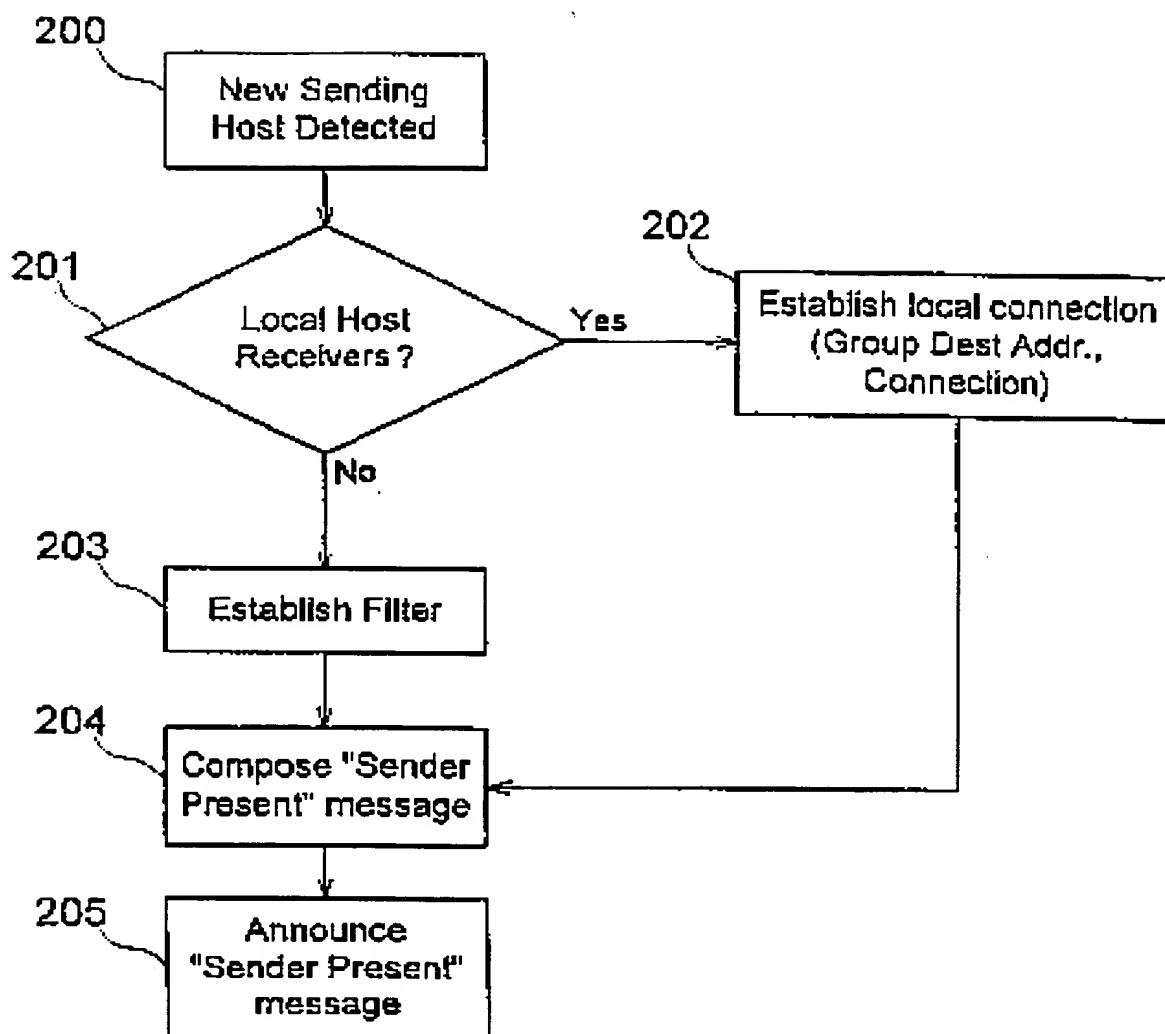 200
New Sending
Host Detected
201
Local Host
Receivers?
Yes
202
Establish local connection
(Group Dest Addr.,
Connection)
No
203
Establish Filter
204
Compose "Sender
Present" message
205
Announce
"Sender Present"
message